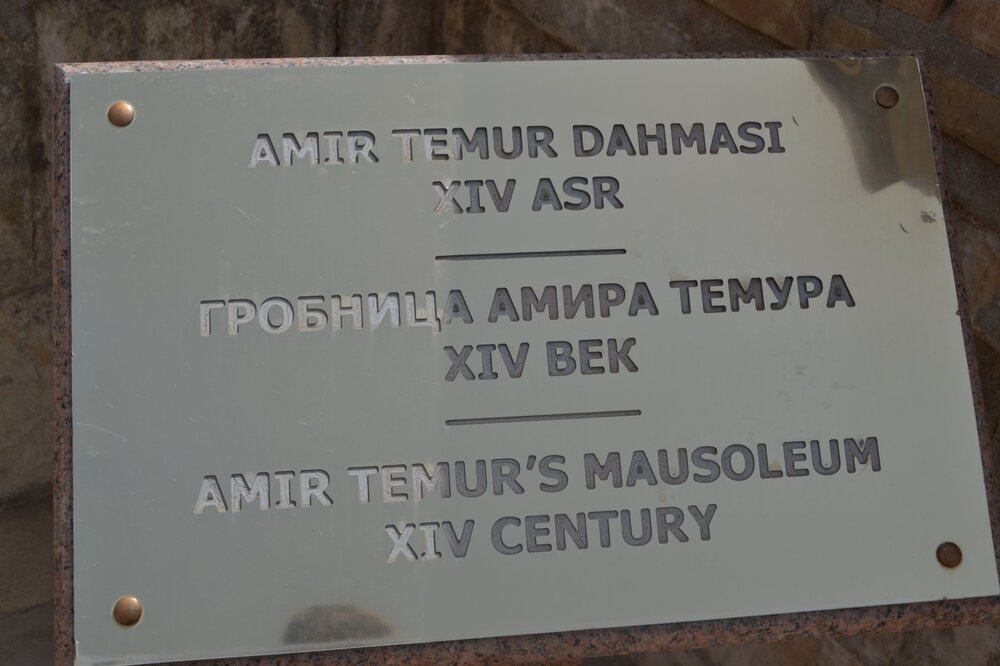 AMIR TEMUR DAHMASI
XIV ASR
ГРОБНИЦА АМИРА ТЕМУРА
XIV ВЕК
AMIR TEMUR’S MAUSOLEUM
XIV CENTURY